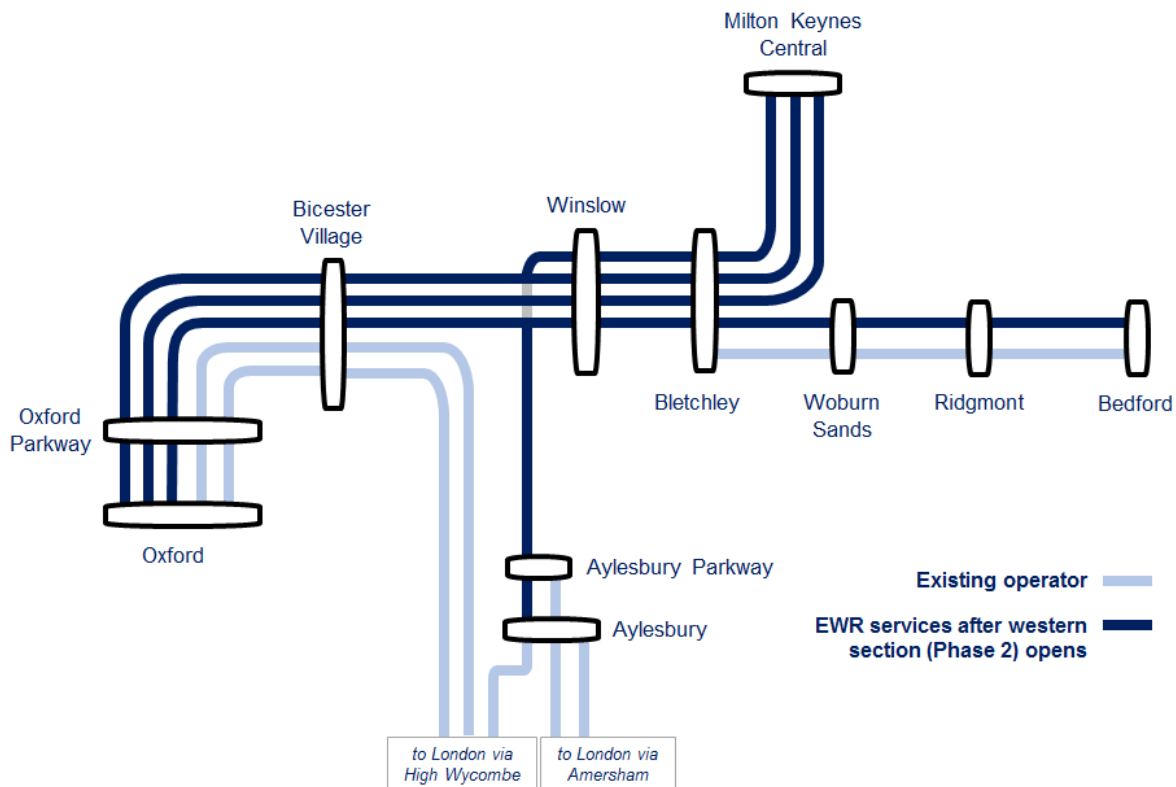 Milton Keynes
Central
Bicester
Village
Winslow
Oxford
Parkway
Bletchley
Woburn
Sands
Ridgmont
Bedford
Oxford
Aylesbury Parkway
Aylesbury
Existing operator
EWR services after western
section (Phase 2) opens
to London via
High Wycombe
to London via
Amersham